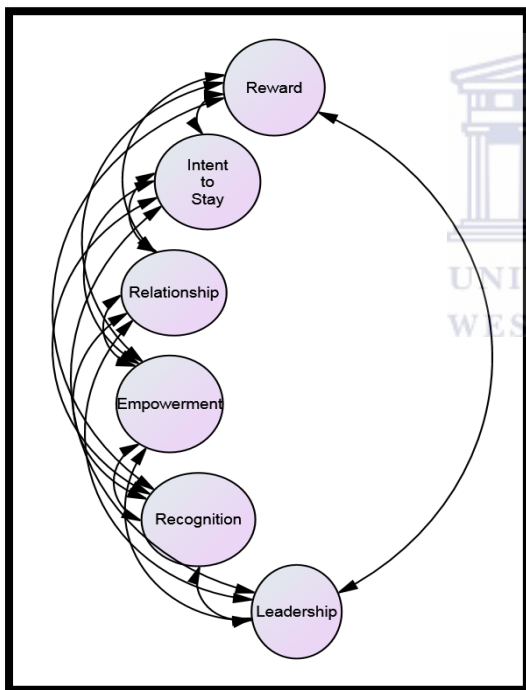 Reward
Intent
to
Stay
Relationship
Empowerment
Recognition
Leadership
UNI
WES